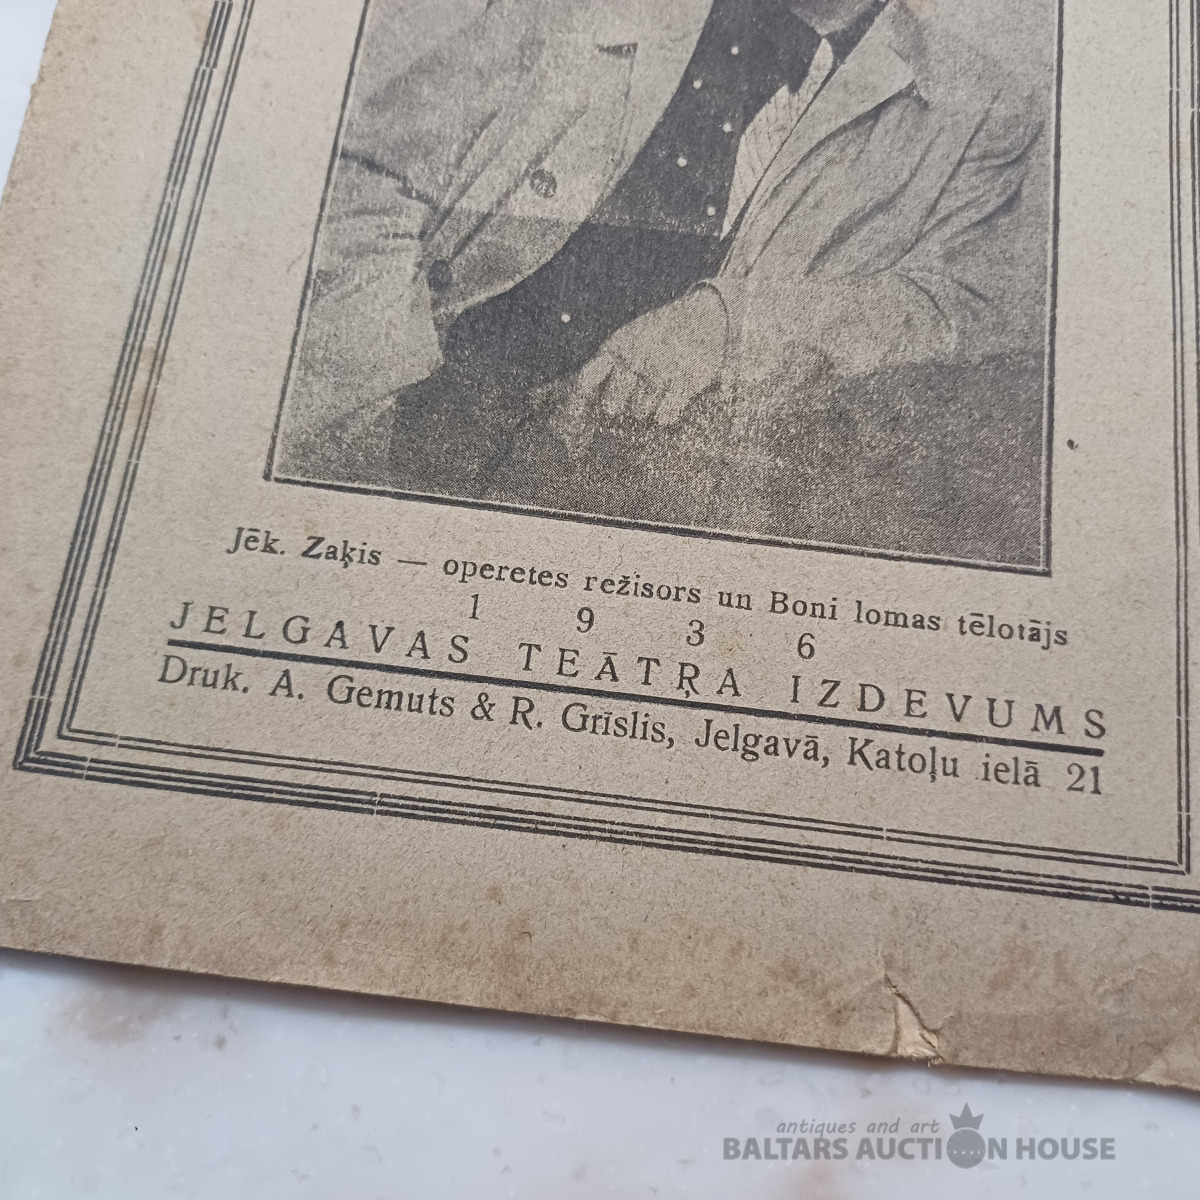 Jēk. Zaķis — operetes režisors un Boni lomas tēlotājs
1 9 3 6
JELGAVAS TEĀTŖA IZDEVUMS
Druk. A. Gemuts & R. Grīslis, Jelgavā, Katoļu ielā 21
antiques and art
BALTARS AUCTION HOUSE